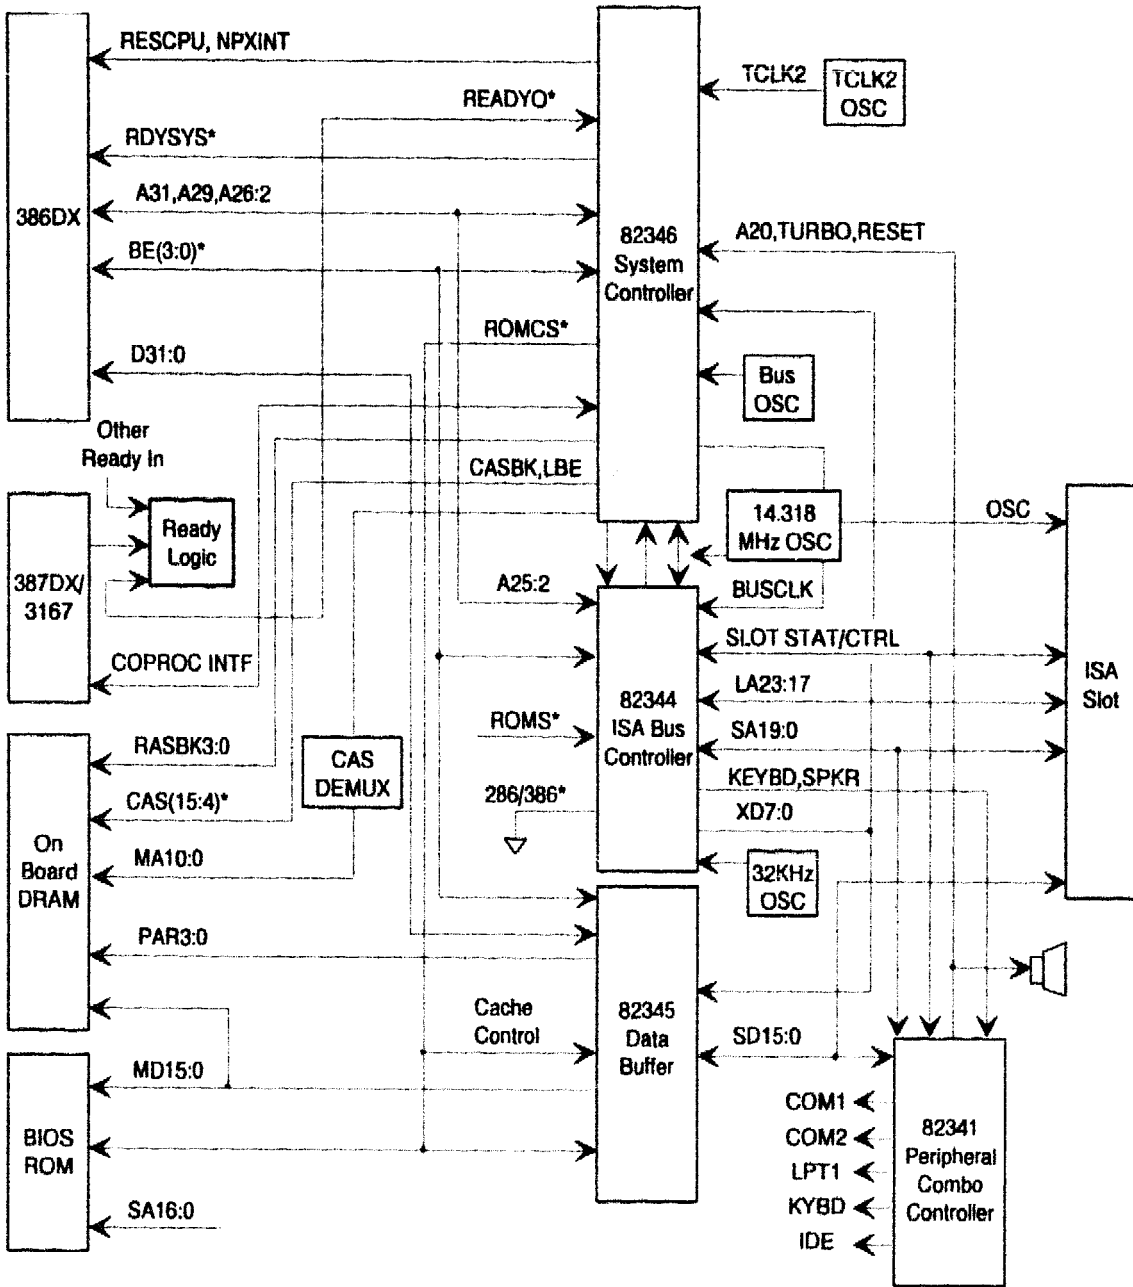 RESCPU, NPXINT
TCLK2
TCLK2
OSC
READYO*
RDYSYS*
386DX
A31,A29,A26:2
82346
System
Controller
A20,TURBO,RESET
BE(3:0)*
ROMCS*
D31:0
Bus
OSC
Other
Ready In
CASBK,LBE
Ready
Logic
14.318
MHz OSC
OSC
387DX/
3167
A25:2
BUSCLK
SLOT STAT/CTRL
COPROC INTF
82344
ISA Bus
Controller
LA23:17
ISA
Slot
ROMS*
SA19:0
RASBK3:0
CAS
DEMUX
KEYBD,SPKR
286/386*
CAS(15:4)*
XD7:0
On
Board
DRAM
MA10:0
32KHz
OSC
PAR3:0
Cache
Control
82345
Data
Buffer
SD15:0
MD15:0
COM1
BIOS
ROM
COM2
82341
Peripheral
Combo
Controller
LPT1
KYBD
SA16:0
IDE